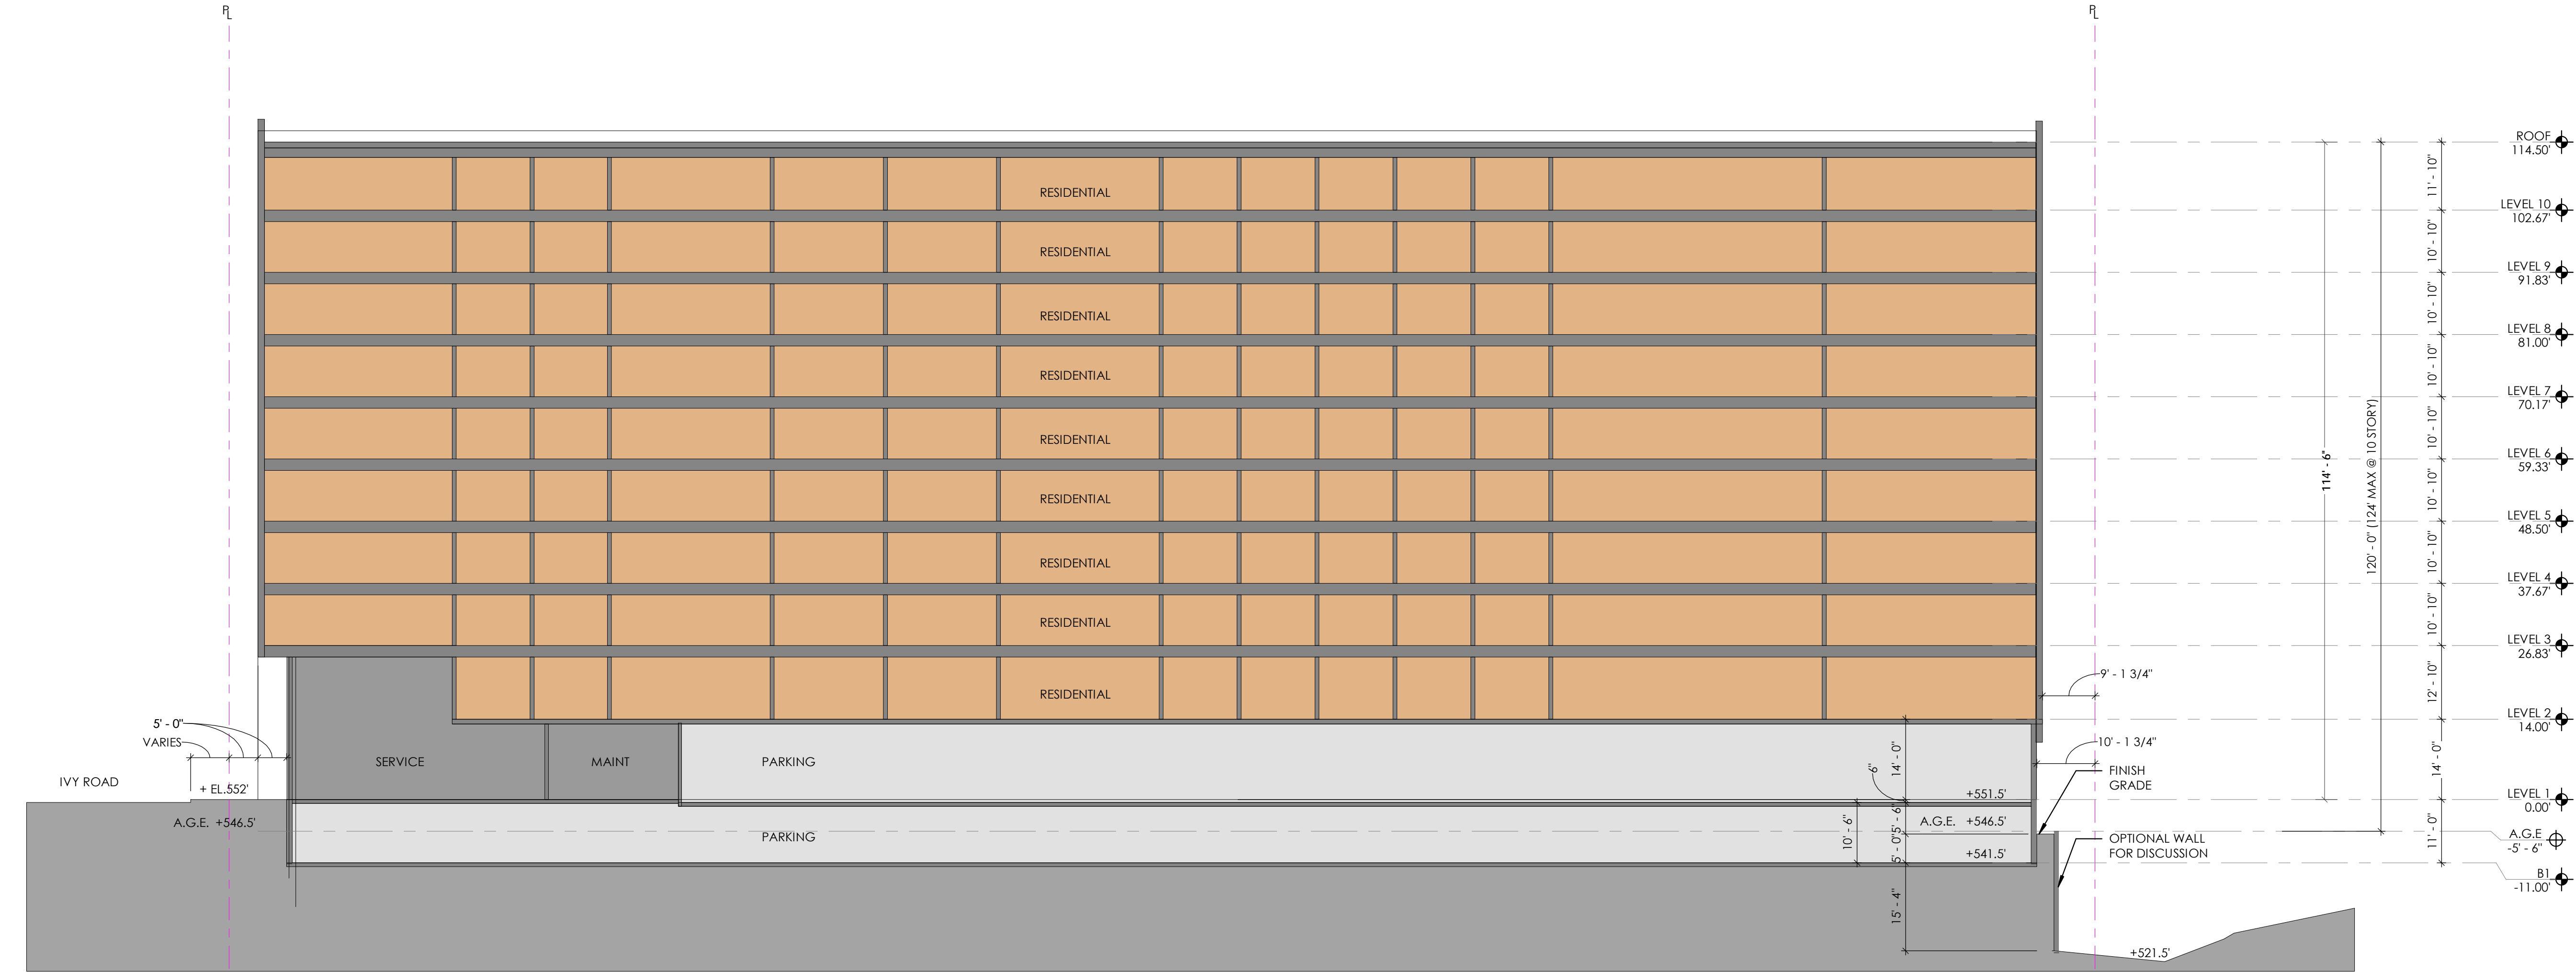 PL
PL
ROOF
114.50'
RESIDENTIAL
11' - 10"
LEVEL 10
102.67'
RESIDENTIAL
10' - 10"
LEVEL 9
91.83'
RESIDENTIAL
10' - 10"
LEVEL 8
81.00'
RESIDENTIAL
10' - 10"
LEVEL 7
70.17'
RESIDENTIAL
10' - 10"
LEVEL 6
59.33'
114' - 6"
120' - 0" (124' MAX @ 10 STORY)
RESIDENTIAL
10' - 10"
LEVEL 5
48.50'
RESIDENTIAL
10' - 10"
LEVEL 4
37.67'
RESIDENTIAL
10' - 10"
LEVEL 3
26.83'
RESIDENTIAL
12' - 10"
9' - 1 3/4"
LEVEL 2
14.00'
5' - 0"
VARIES
10' - 1 3/4"
SERVICE
MAINT
PARKING
6"
14' - 0"
14' - 0"
FINISH
GRADE
IVY ROAD
+ EL.552'
+551.5'
LEVEL 1
0.00'
A.G.E. +546.5'
PARKING
10' - 6"
5' - 6"
5' - 0"
A.G.E. +546.5'
+541.5'
11' - 0"
A.G.E
-5' - 6"
OPTIONAL WALL
FOR DISCUSSION
B1
-11.00'
15' - 4"
+521.5'